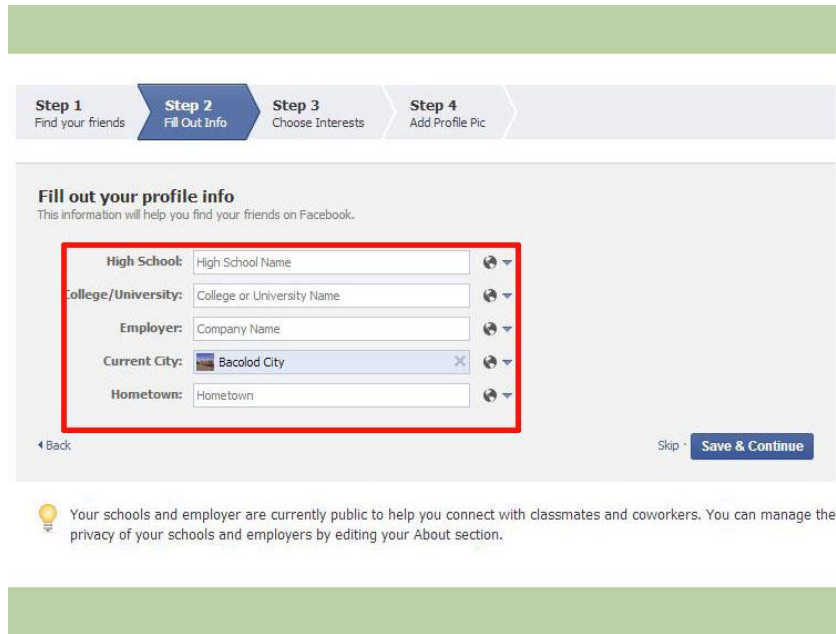 Step 1 Step 2 Step 3 Step 4
Find your friends Fill Out Info Choose Interests Add Profile Pic
Fill out your profile info
This information will help you find your friends on Facebook.
High School: High School Name
College/University: College or University Name
Employer: Company Name
Current City: Bacolod City
Hometown: Hometown
Back Skip · Save & Continue
Your schools and employer are currently public to help you connect with classmates and coworkers. You can manage the
privacy of your schools and employers by editing your About section.